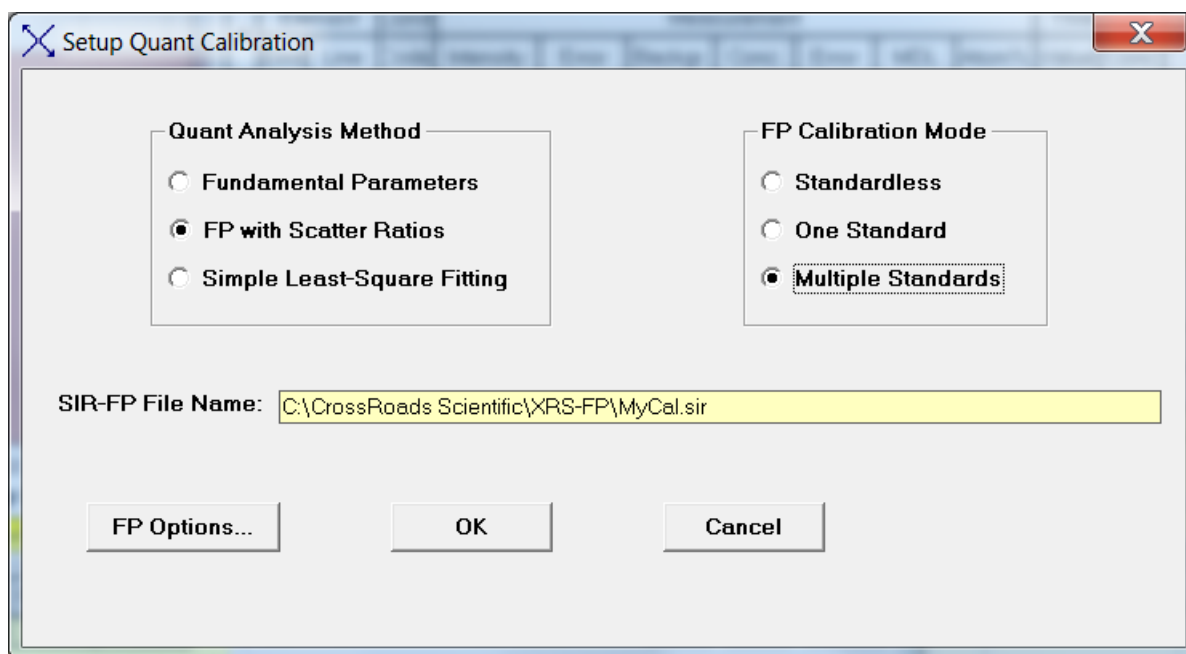 Setup Quant Calibration
Quant Analysis Method
Fundamental Parameters
FP with Scatter Ratios
Simple Least-Square Fitting
FP Calibration Mode
Standardless
One Standard
Multiple Standards
SIR-FP File Name: C:\CrossRoads Scientific\XRS-FP\MyCal.sir
FP Options... OK Cancel